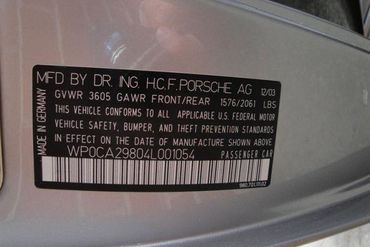 MFD BY DR. ING. H.C.F. PORSCHE AG 12/03
GVWR 3605 GAWR FRONT/REAR 1576/2061 LBS
THIS VEHICLE CONFORMS TO ALL
APPLICABLE U.S. FEDERAL MOTOR
VEHICLE SAFETY, BUMPER, AND THEFT
PREVENTION STANDARDS
IN EFFECT ON THE DATE OF
MANUFACTURE SHOWN ABOVE.
WP0CA29804L001054
PASSENGER CAR
MADE IN GERMANY